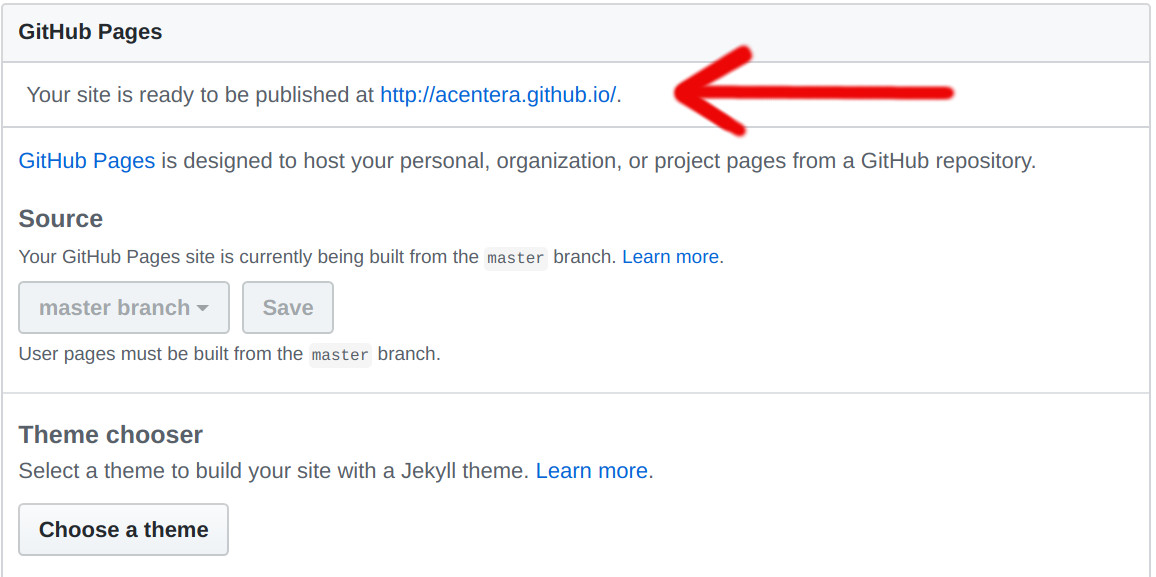 GitHub Pages
Your site is ready to be published at http://acentera.github.io/.
GitHub Pages is designed to host your personal, organization, or project pages from a GitHub repository.
Source
Your GitHub Pages site is currently being built from the master branch. Learn more.
master branch Save
User pages must be built from the master branch.
Theme chooser
Select a theme to build your site with a Jekyll theme. Learn more.
Choose a theme